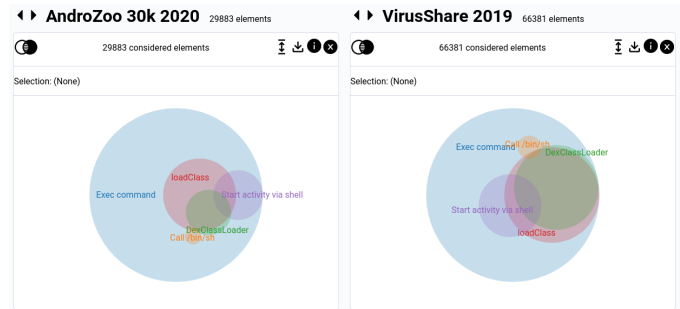 AndroZoo 30k 2020 29883 elements
29883 considered elements
Selection: (None)
loadClass
Exec command
Start activity via shell
DexClassLoader
Call /bin/sh
VirusShare 2019 66381 elements
66381 considered elements
Selection: (None)
Call /bin/sh
Exec command
DexClassLoader
Start activity via shell
loadClass